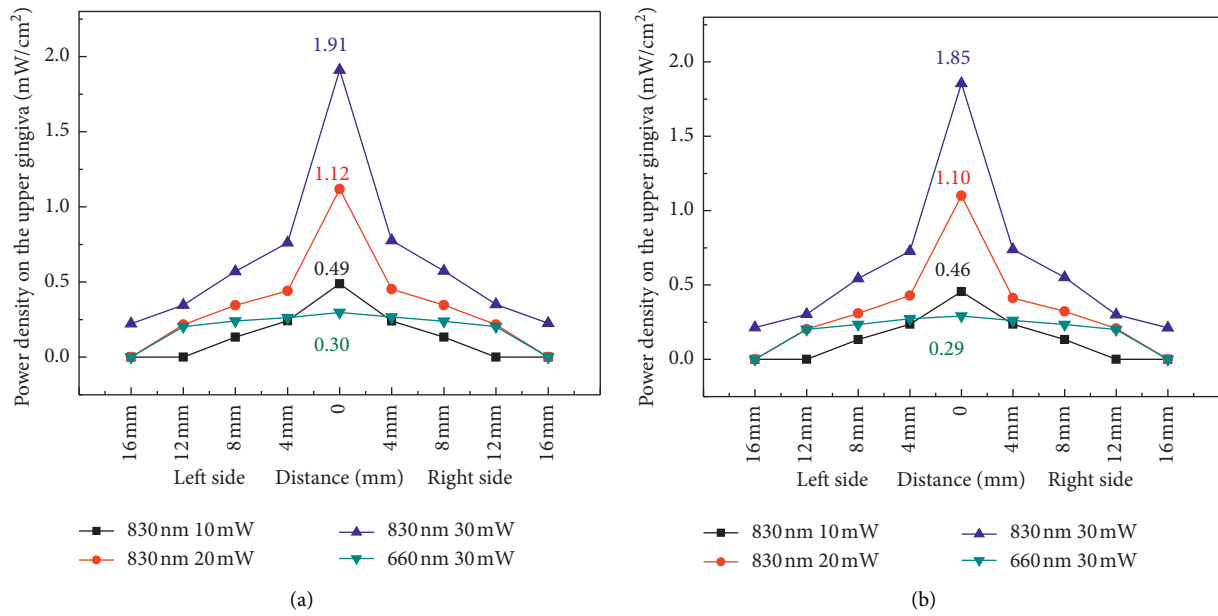 Power density on the upper gingiva (mW/cm²)
2.0
1.5
1.0
0.5
0.0
1.91
1.12
0.49
0.30
16 mm
12 mm
8 mm
4 mm
0
4 mm
8 mm
12 mm
16 mm
Left side Distance (mm) Right side
830 nm 10 mW 830 nm 30 mW
830 nm 20 mW 660 nm 30 mW
(a)
Power density on the upper gingiva (mW/cm²)
2.0
1.5
1.0
0.5
0.0
1.85
1.10
0.46
0.29
16 mm
12 mm
8 mm
4 mm
0
4 mm
8 mm
12 mm
16 mm
Left side Distance (mm) Right side
830 nm 10 mW 830 nm 30 mW
830 nm 20 mW 660 nm 30 mW
(b)